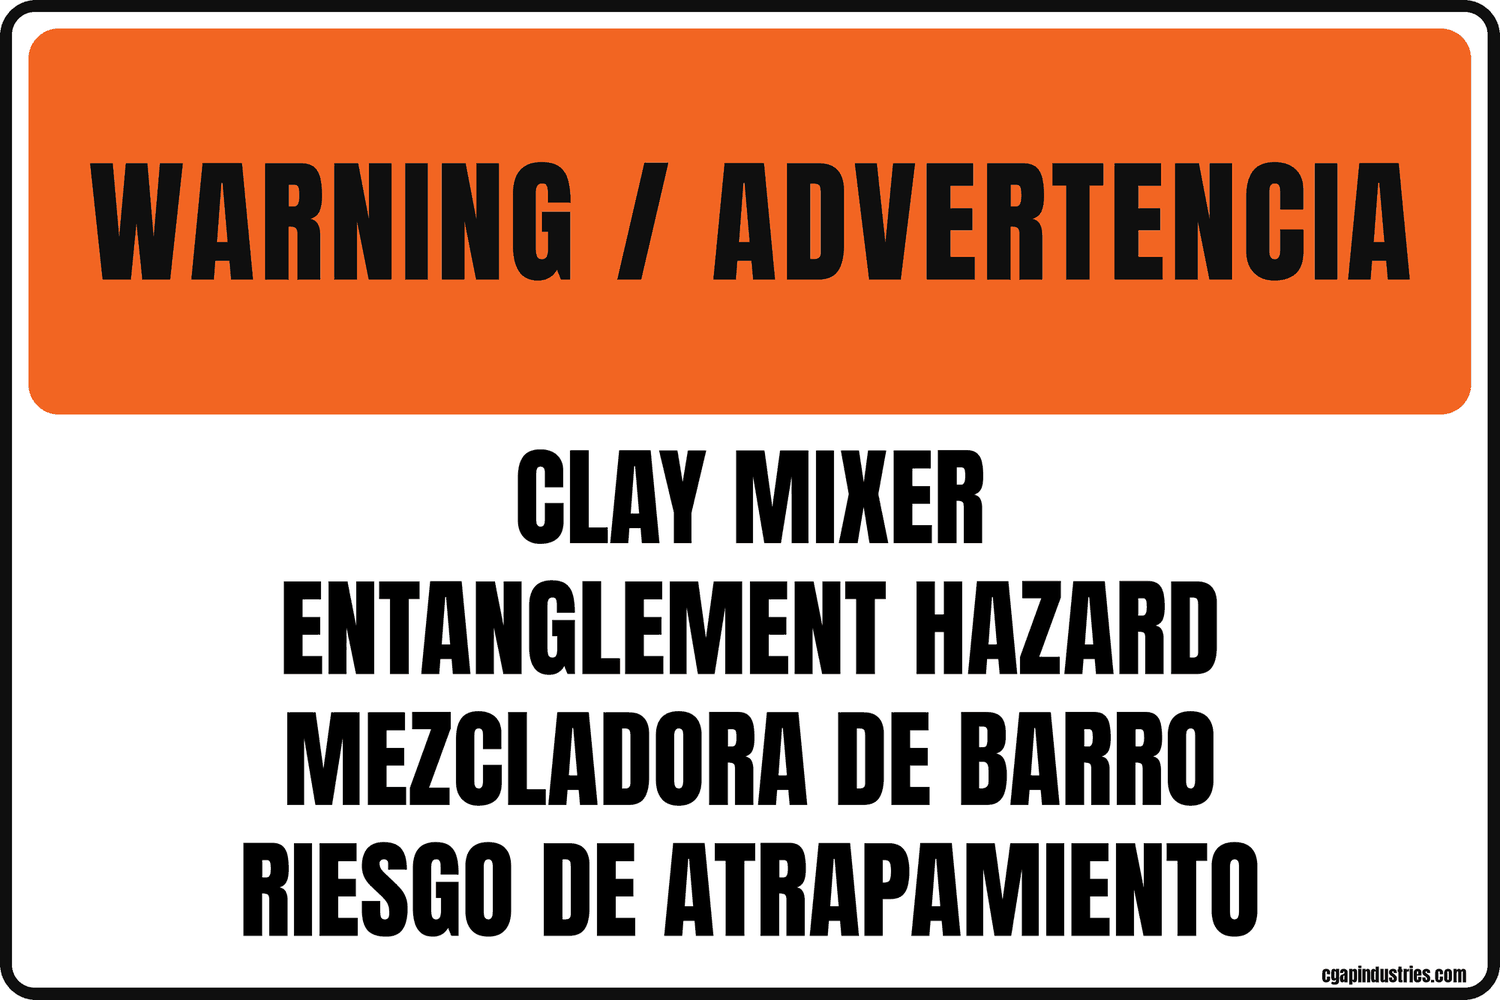 WARNING / ADVERTENCIA
CLAY MIXER
ENTANGLEMENT HAZARD
MEZCLADORA DE BARRO
RIESGO DE ATRAPAMIENTO
cgapindustries.com